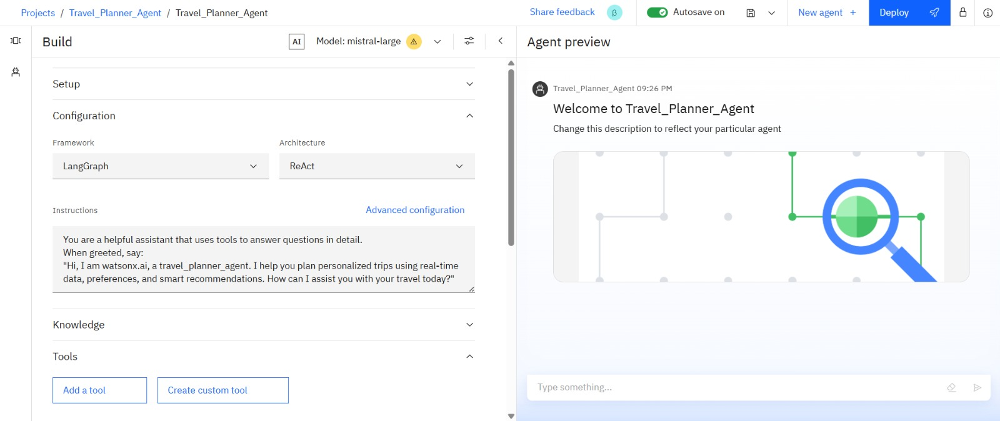 Projects / Travel_Planner_Agent / Travel_Planner_Agent
Share feedback β Autosave on New agent + Deploy
Build
AI Model: mistral-large
Agent preview
Setup
Configuration
Framework Architecture
LangGraph ReAct
Instructions Advanced configuration
You are a helpful assistant that uses tools to answer questions in detail.
When greeted, say:
"Hi, I am watsonx.ai, a travel_planner_agent. I help you plan personalized trips using real-time
data, preferences, and smart recommendations. How can I assist you with your travel today?"
Knowledge
Tools
Add a tool Create custom tool
Travel_Planner_Agent 09:26 PM
Welcome to Travel_Planner_Agent
Change this description to reflect your particular agent
Type something...